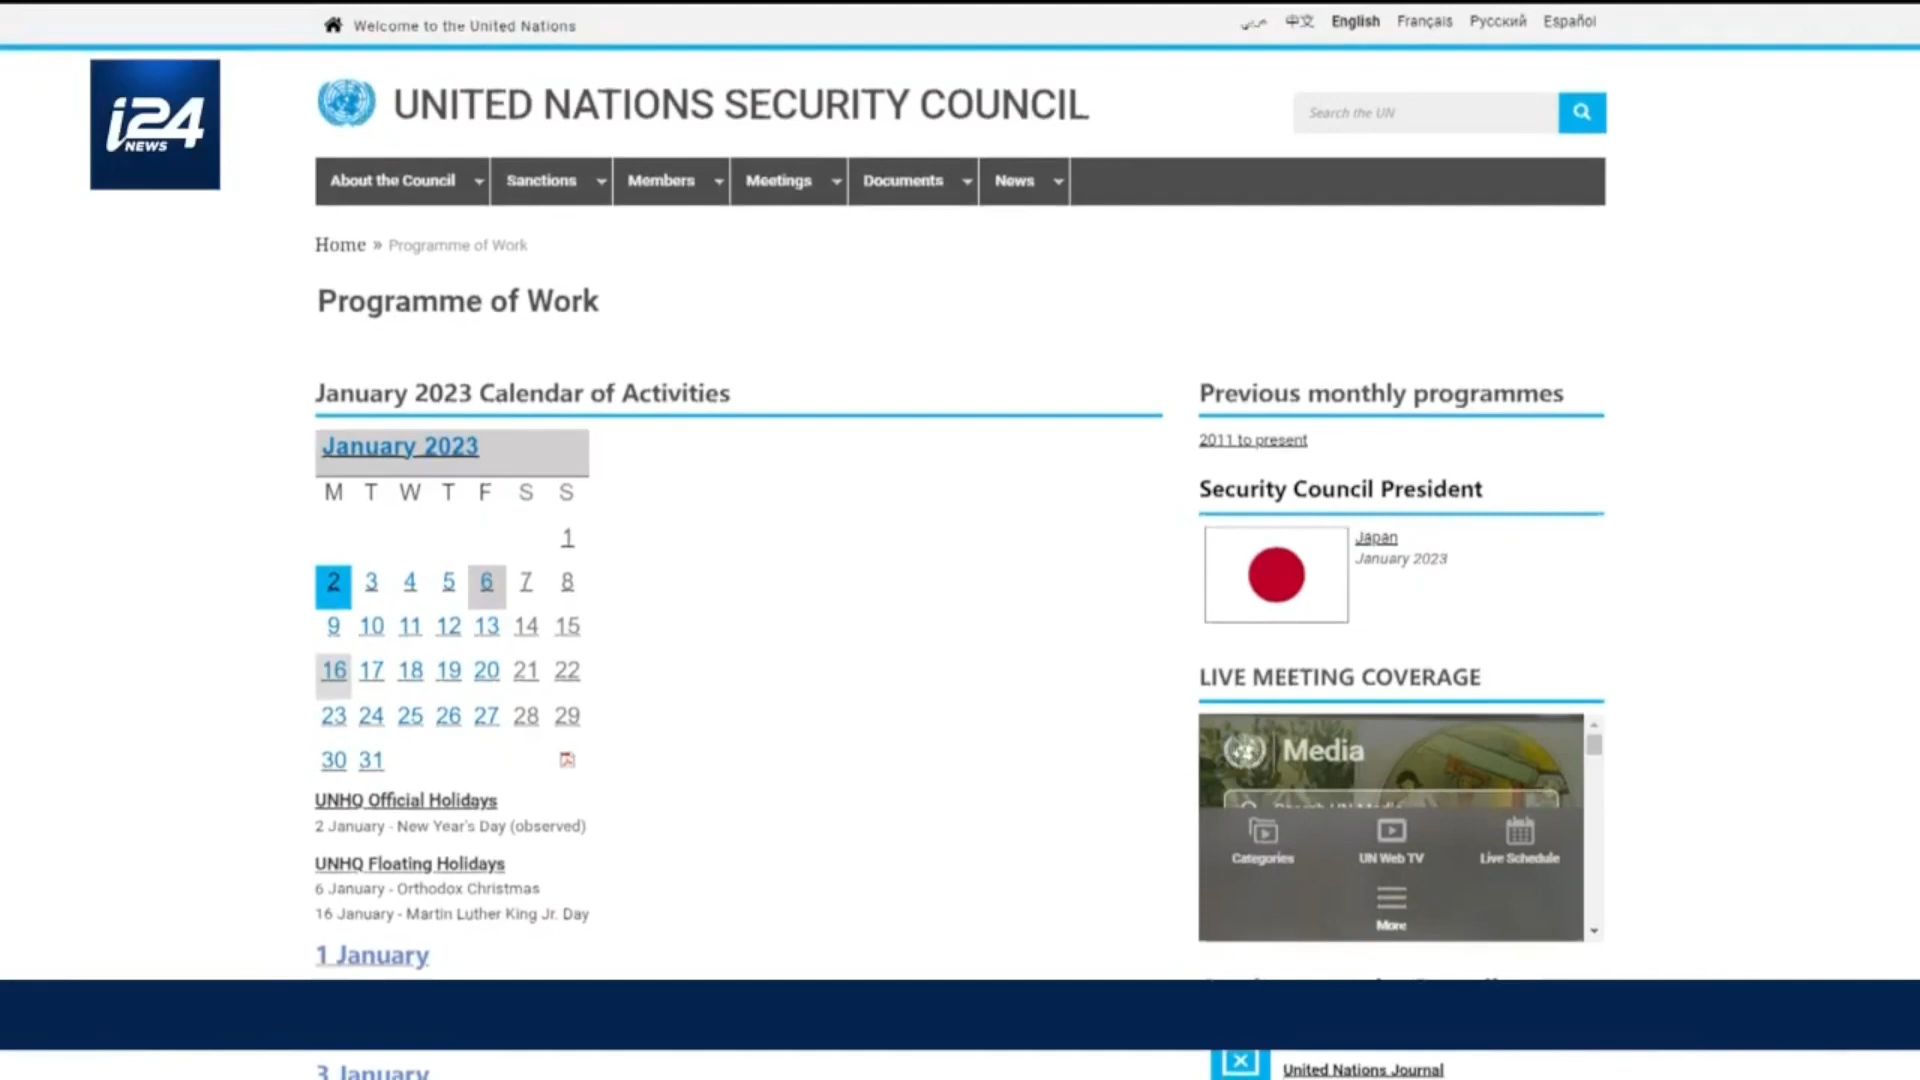 Welcome to the United Nations
عربي 中文 English Français Русский Español
i24
NEWS
UNITED NATIONS SECURITY COUNCIL
Search the UN
About the Council Sanctions Members Meetings Documents News
Home » Programme of Work
Programme of Work
January 2023 Calendar of Activities
January 2023
M T W T F S S
1
2 3 4 5 6 7 8
9 10 11 12 13 14 15
16 17 18 19 20 21 22
23 24 25 26 27 28 29
30 31
UNHQ Official Holidays
2 January - New Year's Day (observed)
UNHQ Floating Holidays
6 January - Orthodox Christmas
16 January - Martin Luther King Jr. Day
1 January
3 January
Previous monthly programmes
2011 to present
Security Council President
Japan
January 2023
LIVE MEETING COVERAGE
Media
Categories UN Web TV Live Schedule
More
United Nations Journal